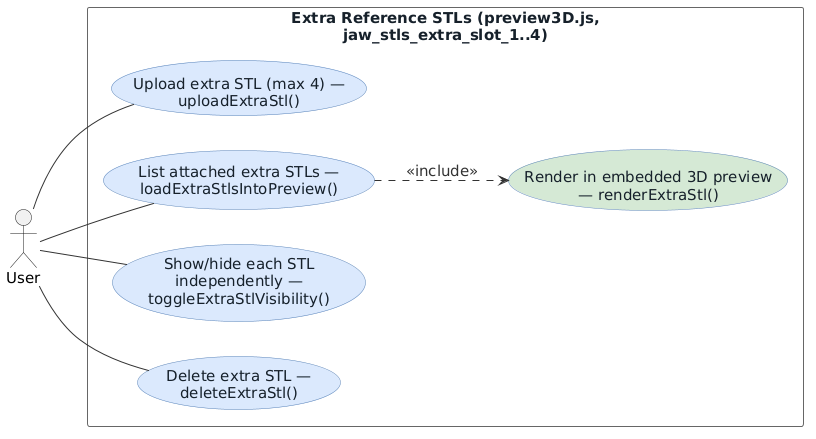 Extra Reference STLs (preview3D.js,
jaw_stls_extra_slot_1..4)
Upload extra STL (max 4) —
uploadExtraStl()
List attached extra STLs —
loadExtraStlsIntoPreview()
«include»
Render in embedded 3D preview
— renderExtraStl()
User
Show/hide each STL
independently —
toggleExtraStlVisibility()
Delete extra STL —
deleteExtraStl()